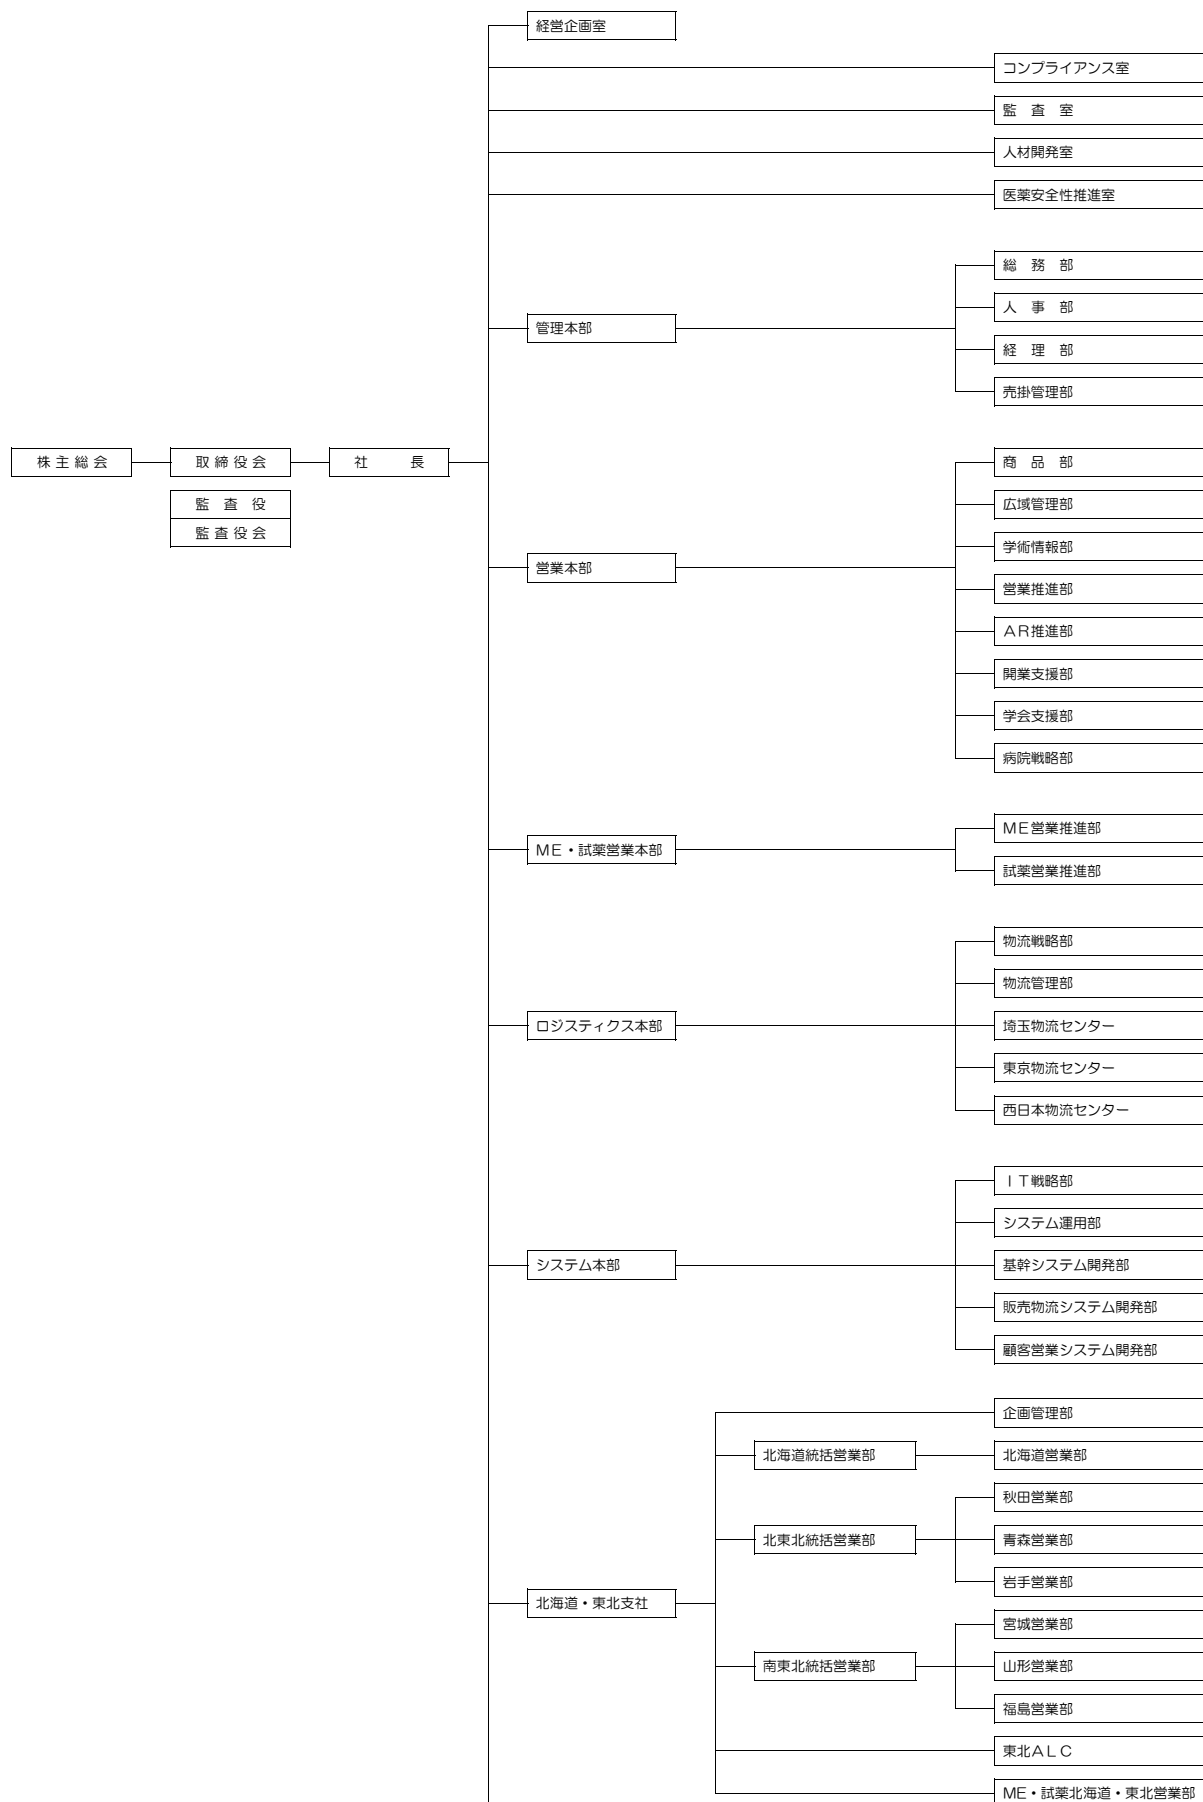 経営企画室
コンプライアンス室
監　査　室
人材開発室
医薬安全性推進室
総　務　部
人　事　部
管理本部
経　理　部
売掛管理部
株主総会
取締役会
社　　長
監　査　役
監査役会
商　品　部
広域管理部
学術情報部
営業本部
営業推進部
ＡＲ推進部
開業支援部
学会支援部
病院戦略部
ＭＥ営業推進部
ＭＥ・試薬営業本部
試薬営業推進部
物流戦略部
物流管理部
ロジスティクス本部
埼玉物流センター
東京物流センター
西日本物流センター
ＩＴ戦略部
システム運用部
システム本部
基幹システム開発部
販売物流システム開発部
顧客営業システム開発部
企画管理部
北海道統括営業部
北海道営業部
秋田営業部
北東北統括営業部
青森営業部
岩手営業部
北海道・東北支社
宮城営業部
南東北統括営業部
山形営業部
福島営業部
東北ＡＬＣ
ＭＥ・試薬北海道・東北営業部